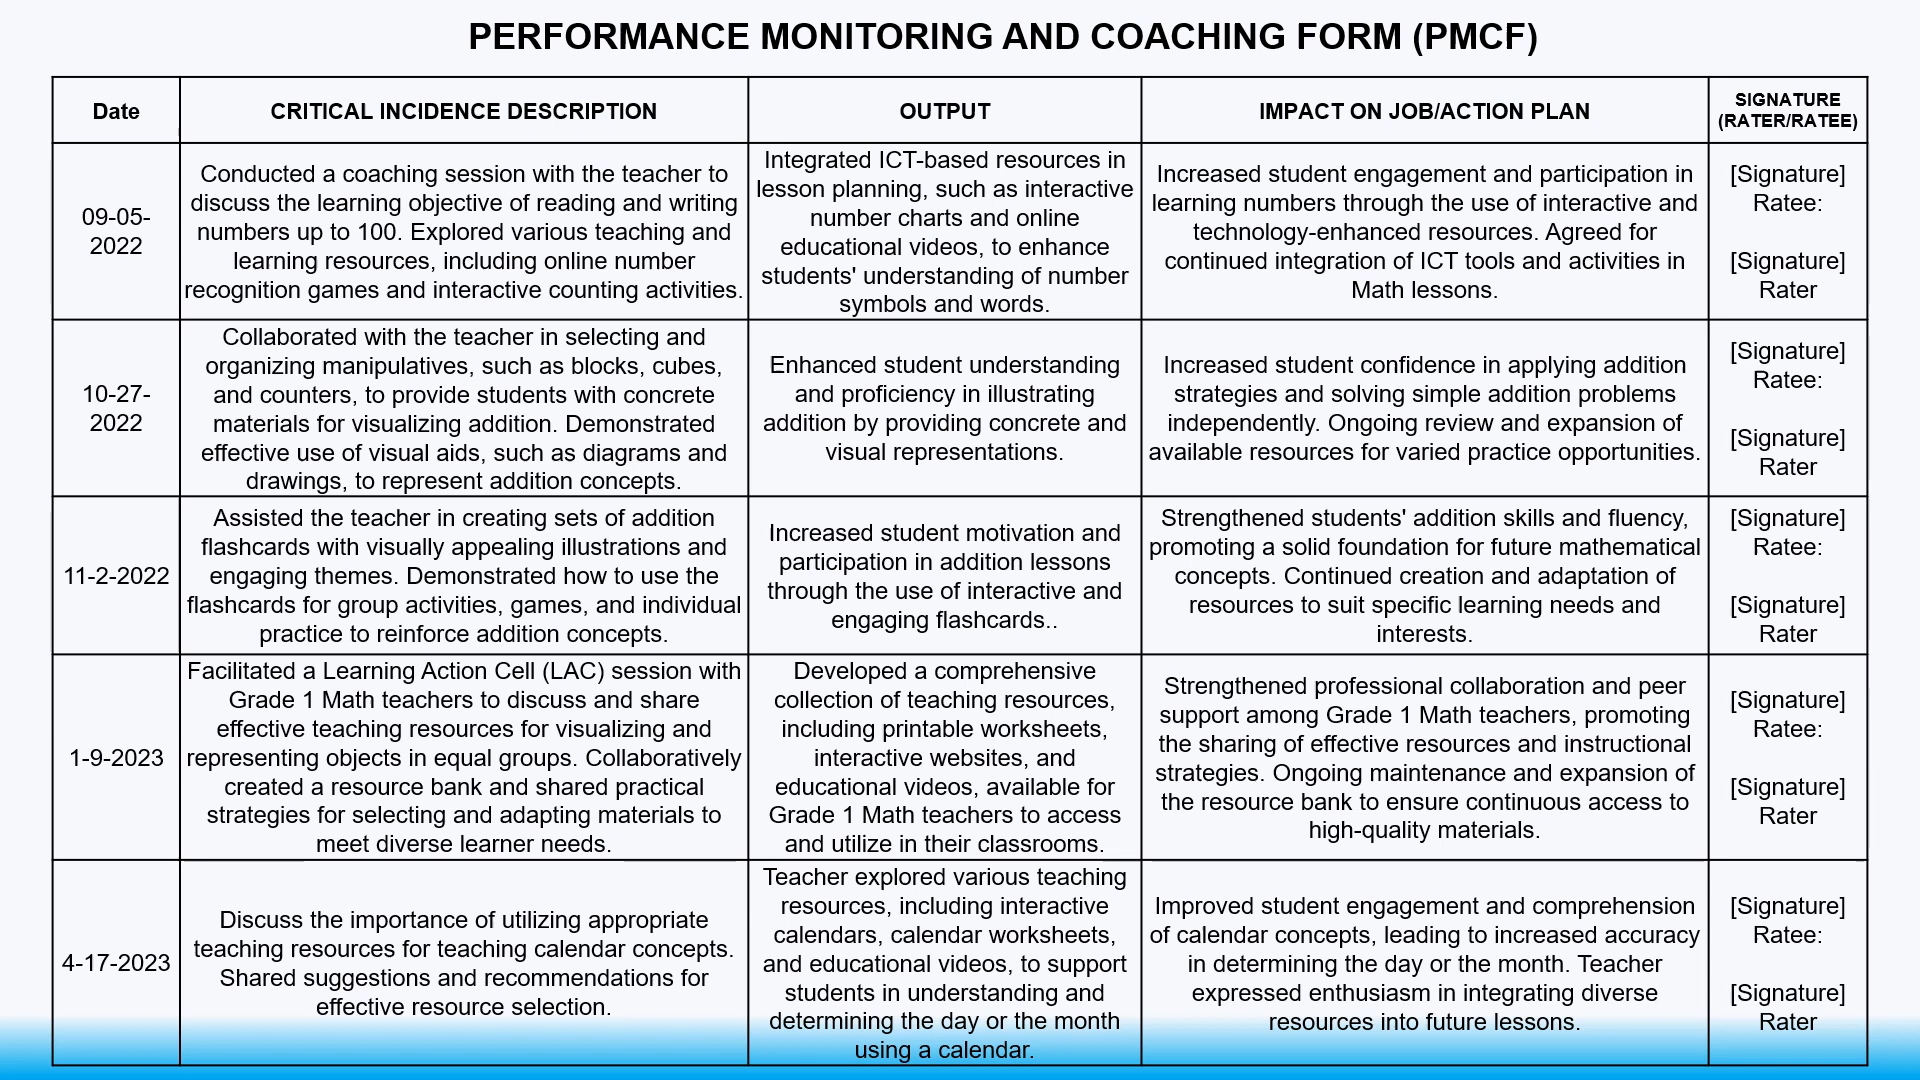 PERFORMANCE MONITORING AND COACHING FORM (PMCF)
Date
CRITICAL INCIDENCE DESCRIPTION
OUTPUT
IMPACT ON JOB/ACTION PLAN
SIGNATURE
(RATER/RATEE)
09-05-
2022
Conducted a coaching session with the teacher to
discuss the learning objective of reading and writing
numbers up to 100. Explored various teaching and
learning resources, including online number
recognition games and interactive counting activities.
Integrated ICT-based resources in
lesson planning, such as interactive
number charts and online
educational videos, to enhance
students' understanding of number
symbols and words.
Increased student engagement and participation in
learning numbers through the use of interactive and
technology-enhanced resources. Agreed for
continued integration of ICT tools and activities in
Math lessons.
[Signature]
Ratee:
[Signature]
Rater
10-27-
2022
Collaborated with the teacher in selecting and
organizing manipulatives, such as blocks, cubes,
and counters, to provide students with concrete
materials for visualizing addition. Demonstrated
effective use of visual aids, such as diagrams and
drawings, to represent addition concepts.
Enhanced student understanding
and proficiency in illustrating
addition by providing concrete and
visual representations.
Increased student confidence in applying addition
strategies and solving simple addition problems
independently. Ongoing review and expansion of
available resources for varied practice opportunities.
[Signature]
Ratee:
[Signature]
Rater
11-2-2022
Assisted the teacher in creating sets of addition
flashcards with visually appealing illustrations and
engaging themes. Demonstrated how to use the
flashcards for group activities, games, and individual
practice to reinforce addition concepts.
Increased student motivation and
participation in addition lessons
through the use of interactive and
engaging flashcards..
Strengthened students' addition skills and fluency,
promoting a solid foundation for future mathematical
concepts. Continued creation and adaptation of
resources to suit specific learning needs and
interests.
[Signature]
Ratee:
[Signature]
Rater
1-9-2023
Facilitated a Learning Action Cell (LAC) session with
Grade 1 Math teachers to discuss and share
effective teaching resources for visualizing and
representing objects in equal groups. Collaboratively
created a resource bank and shared practical
strategies for selecting and adapting materials to
meet diverse learner needs.
Developed a comprehensive
collection of teaching resources,
including printable worksheets,
interactive websites, and
educational videos, available for
Grade 1 Math teachers to access
and utilize in their classrooms.
Strengthened professional collaboration and peer
support among Grade 1 Math teachers, promoting
the sharing of effective resources and instructional
strategies. Ongoing maintenance and expansion of
the resource bank to ensure continuous access to
high-quality materials.
[Signature]
Ratee:
[Signature]
Rater
4-17-2023
Discuss the importance of utilizing appropriate
teaching resources for teaching calendar concepts.
Shared suggestions and recommendations for
effective resource selection.
Teacher explored various teaching
resources, including interactive
calendars, calendar worksheets,
and educational videos, to support
students in understanding and
determining the day or the month
using a calendar.
Improved student engagement and comprehension
of calendar concepts, leading to increased accuracy
in determining the day or the month. Teacher
expressed enthusiasm in integrating diverse
resources into future lessons.
[Signature]
Ratee:
[Signature]
Rater